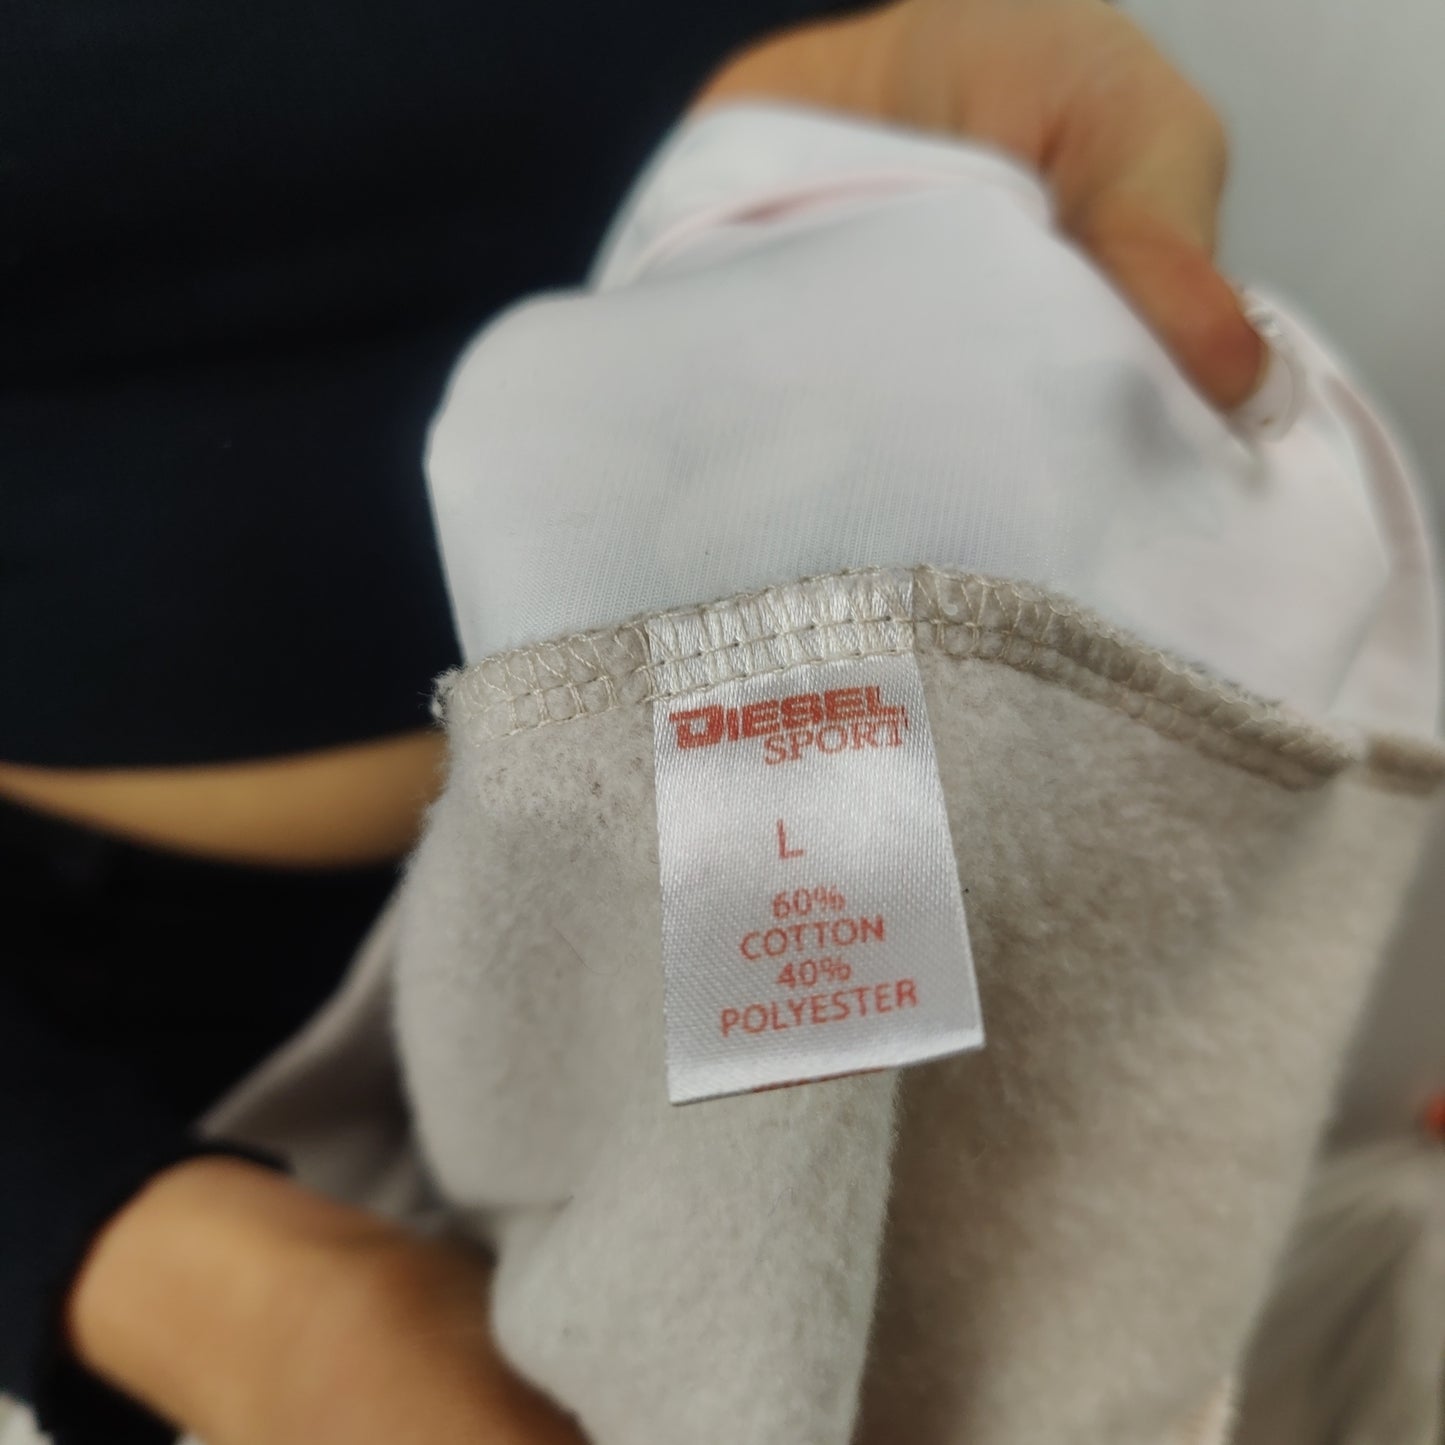 DIESEL
SPORT
L
60%
COTTON
40%
POLYESTER